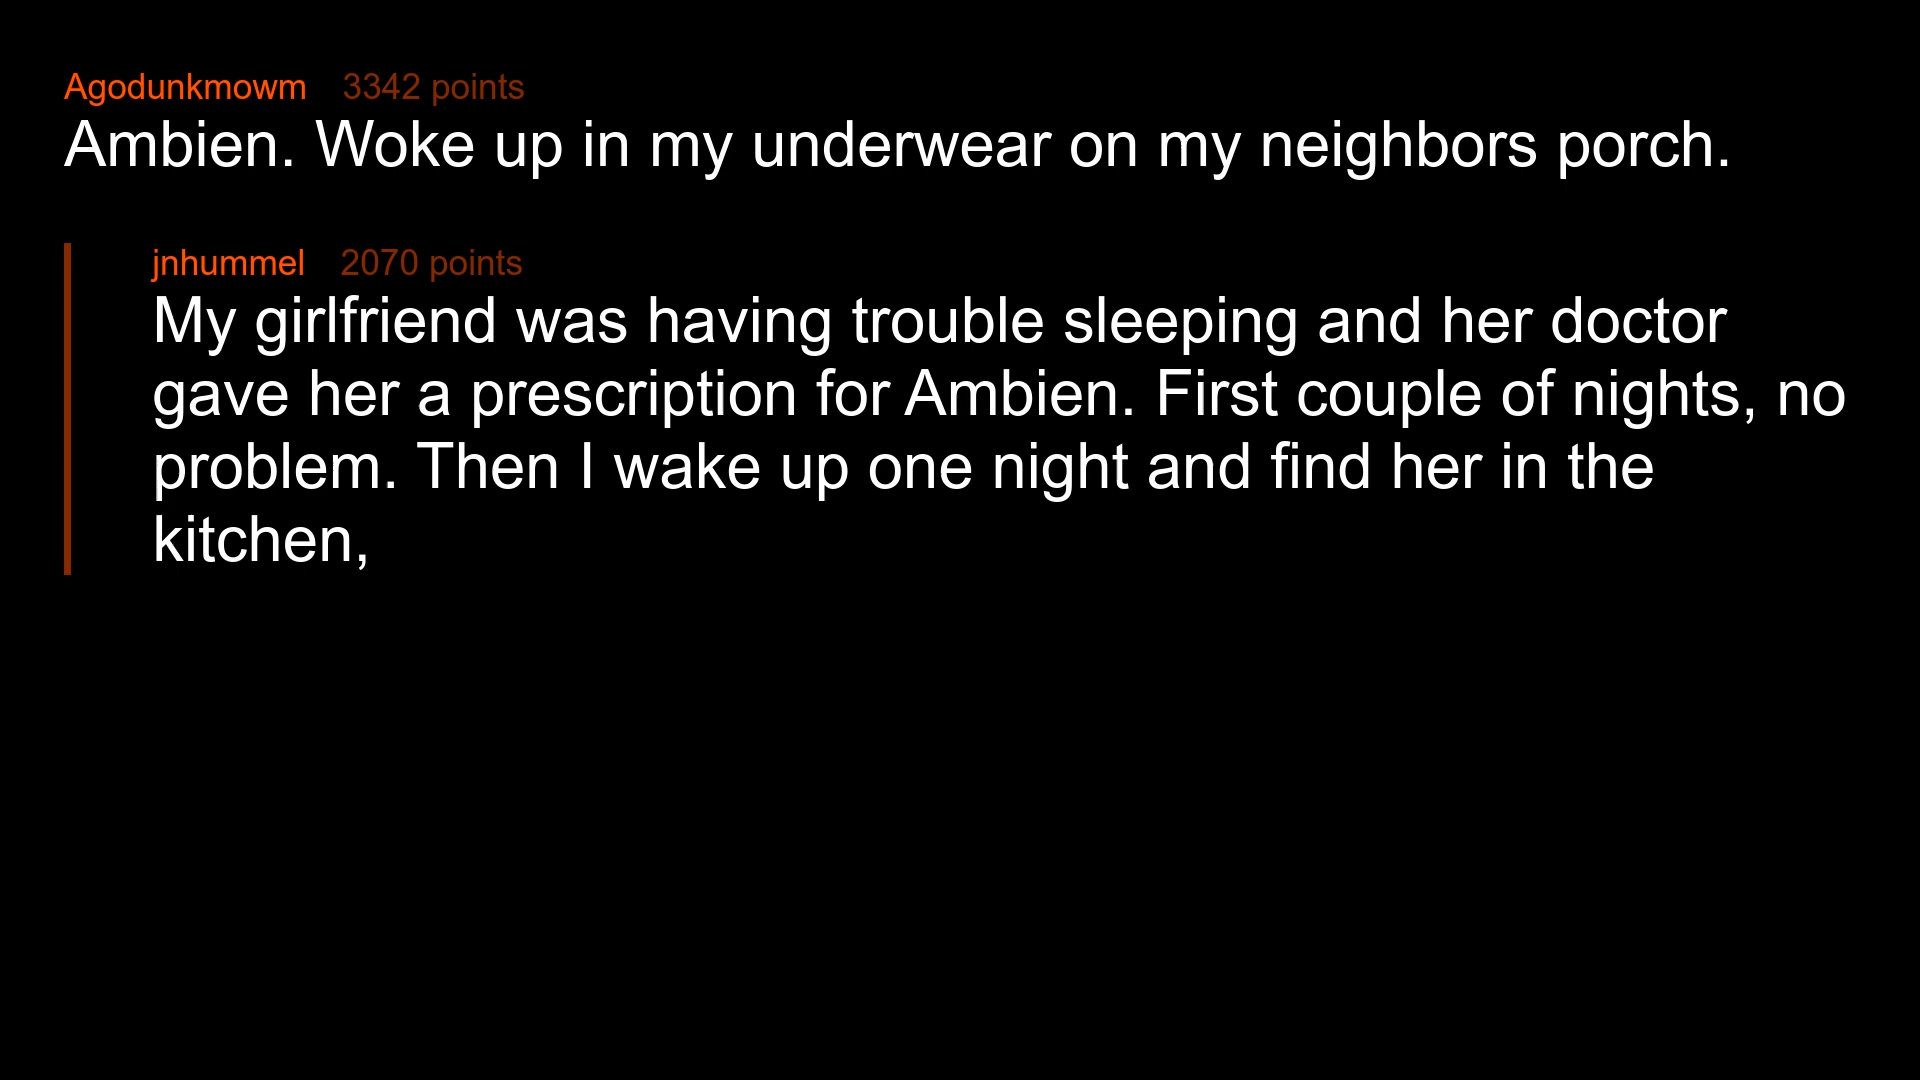 Agodunkmowm 3342 points
Ambien. Woke up in my underwear on my neighbors porch.
jnhummel 2070 points
My girlfriend was having trouble sleeping and her doctor
gave her a prescription for Ambien. First couple of nights, no
problem. Then I wake up one night and find her in the
kitchen,